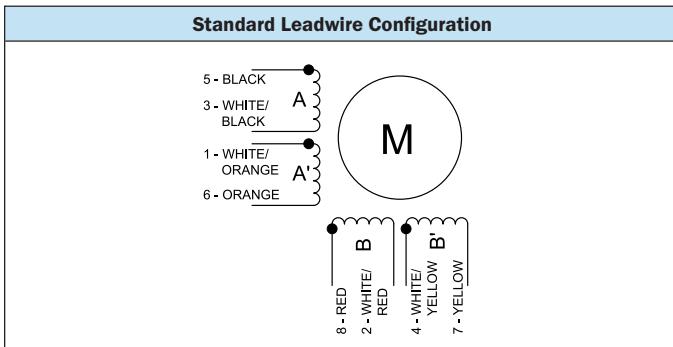 Standard Leadwire Configuration
5 - BLACK
3 - WHITE/
BLACK
A
1 - WHITE/
ORANGE
A'
6 - ORANGE
M
B
B'
8 - RED
2 - WHITE/
RED
4 - WHITE/
YELLOW
7 - YELLOW